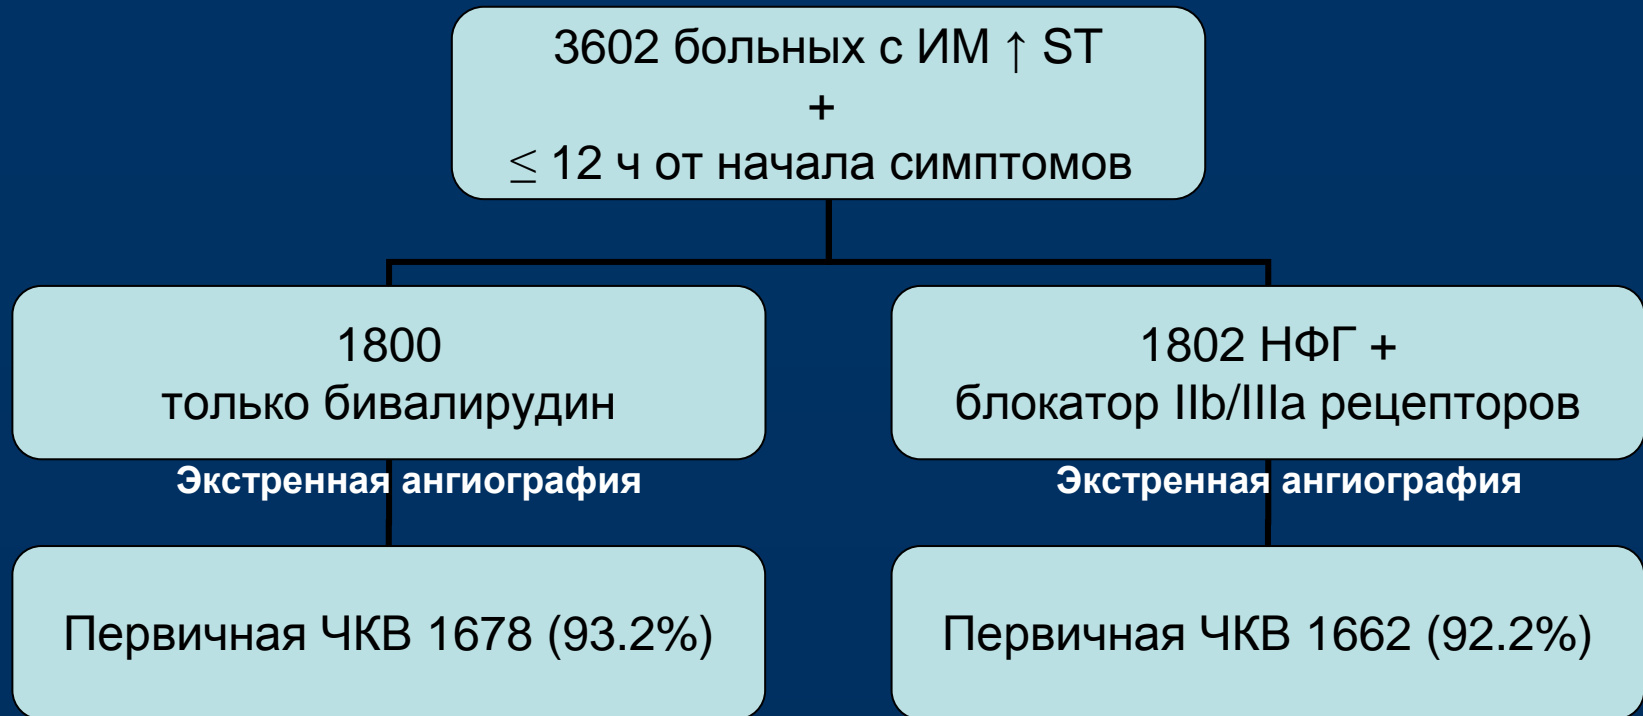 3602 больных с ИМ ↑ ST
+
≤ 12 ч от начала симптомов
1800
только бивалирудин
1802 НФГ +
блокатор IIb/IIIa рецепторов
Экстренная ангиография
Экстренная ангиография
Первичная ЧКВ 1678 (93.2%)
Первичная ЧКВ 1662 (92.2%)